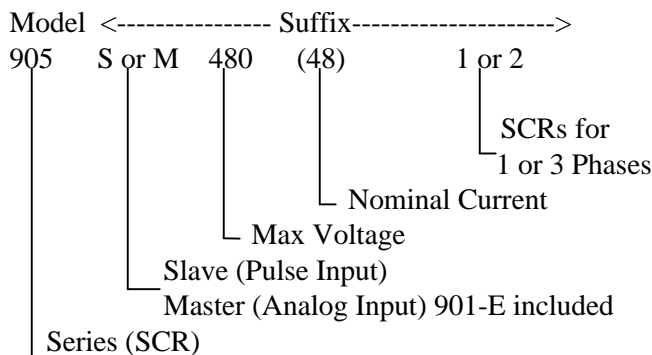 Model <--------------- Suffix-------------------->
905 S or M 480 (48) 1 or 2
SCRs for
1 or 3 Phases
Nominal Current
Max Voltage
Slave (Pulse Input)
Master (Analog Input) 901-E included
Series (SCR)